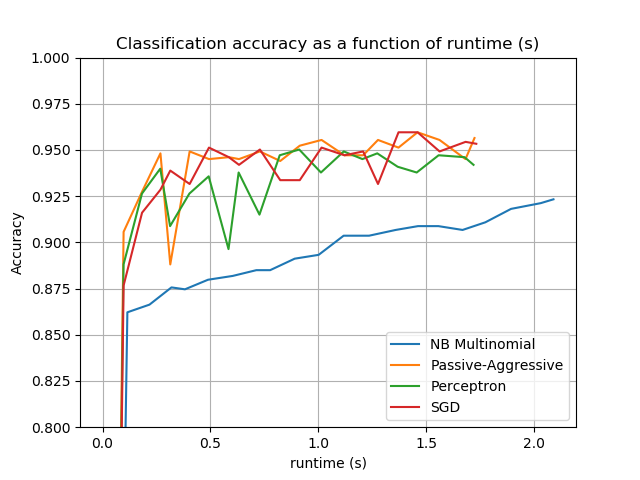 Classification accuracy as a function of runtime (s)
1.000
0.975
0.950
0.925
0.900
0.875
0.850
0.825
0.800
Accuracy
NB Multinomial
Passive-Aggressive
Perceptron
SGD
0.0 0.5 1.0 1.5 2.0
runtime (s)